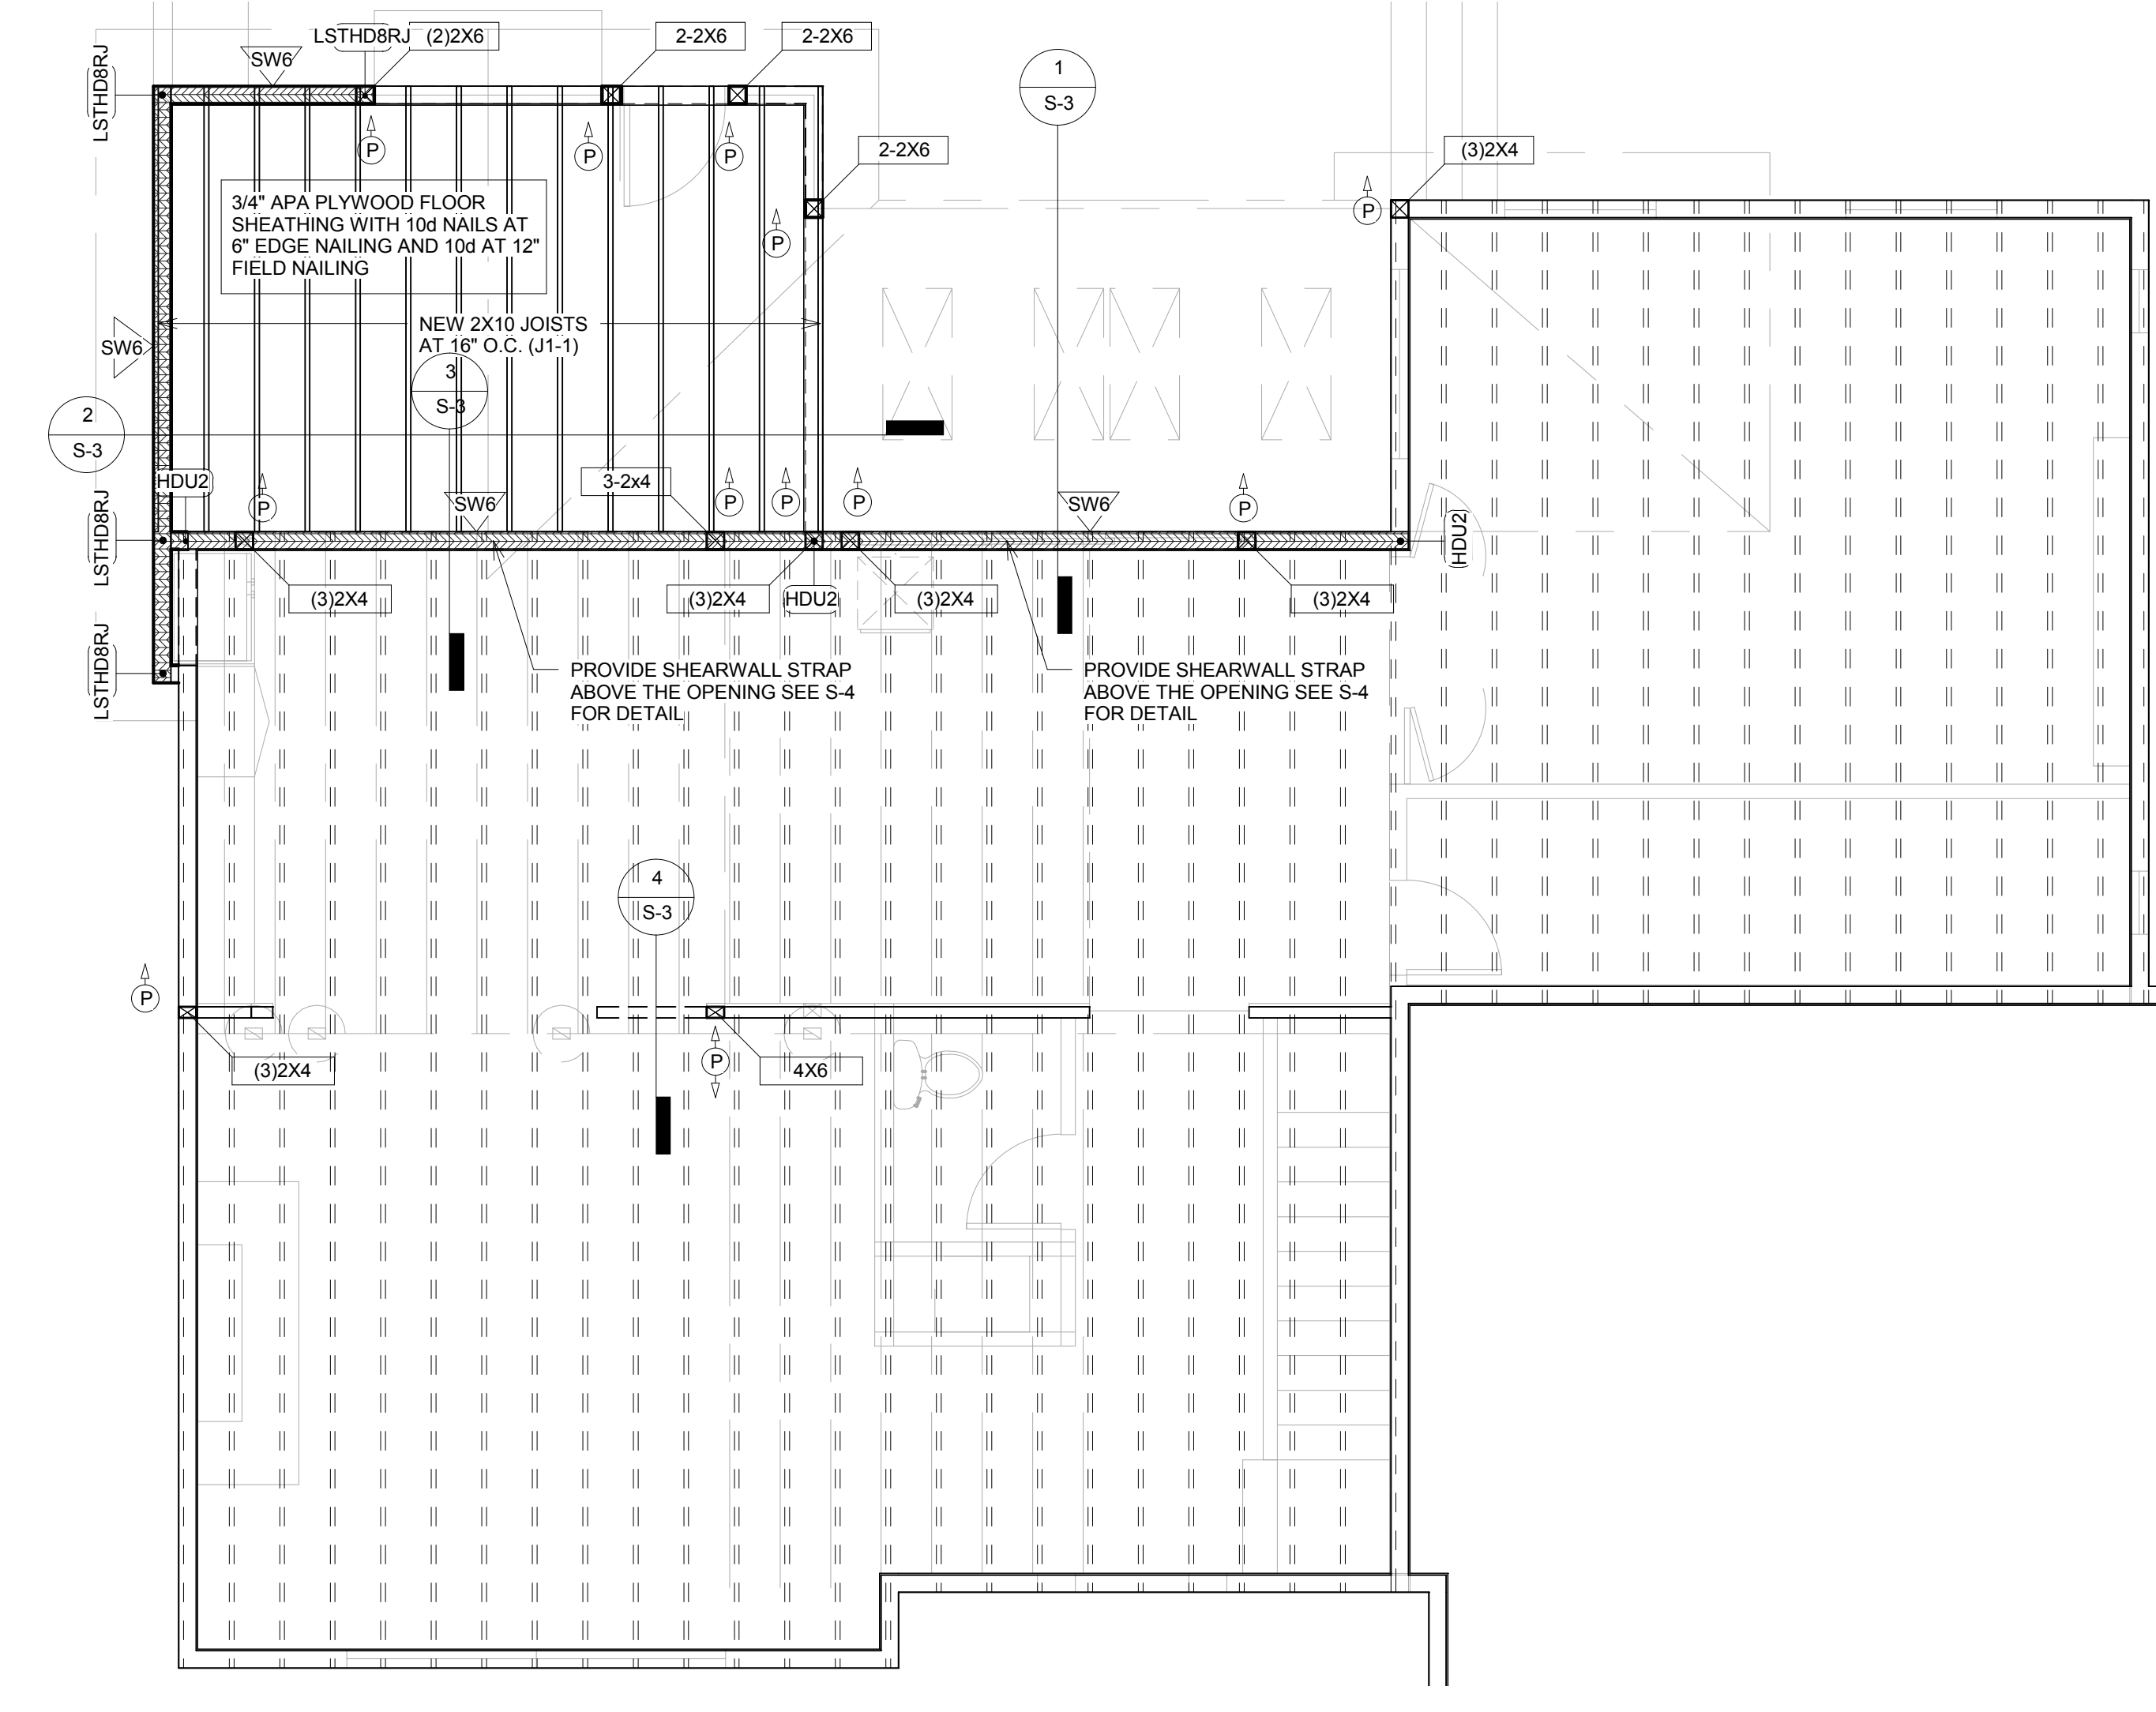 LSTHD8RJ
(2)2X6
2-2X6
2-2X6
SW6
LSTHD8RJ
1
S-3
P
P
P
2-2X6
(3)2X4
3/4" APA PLYWOOD FLOOR
SHEATHING WITH 10d NAILS AT
6" EDGE NAILING AND 10d AT 12"
FIELD NAILING
P
P
NEW 2X10 JOISTS
AT 16" O.C. (J1-1)
SW6
3
S-3
2
S-3
HDU2
3-2x4
P
SW6
P
P
P
SW6
P
LSTHD8RJ
HDU2
(3)2X4
(3)2X4
HDU2
(3)2X4
(3)2X4
LSTHD8RJ
PROVIDE SHEARWALL STRAP
ABOVE THE OPENING SEE S-4
FOR DETAIL
PROVIDE SHEARWALL STRAP
ABOVE THE OPENING SEE S-4
FOR DETAIL
4
S-3
P
P
(3)2X4
4X6